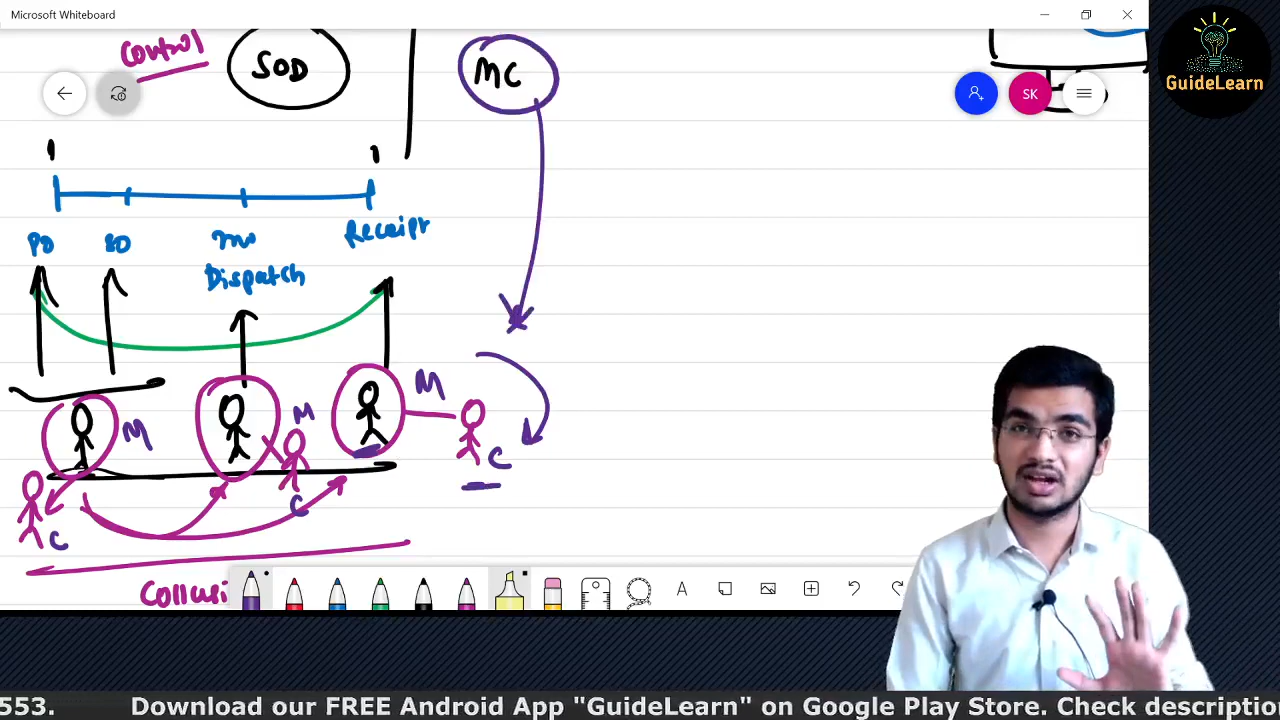 Microsoft Whiteboard
Control
SOD
MC
GuideLearn
SK
PO
SO
Dispatch
Receipt
M
M
M
C
C
C
Collusi
A
553. Download our FREE Android App "GuideLearn" on Google Play Store. Check descriptio